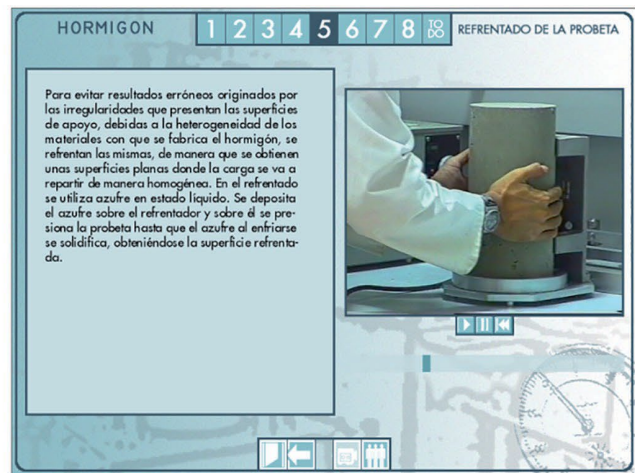 HORMIGON
1 2 3 4 5 6 7 8 TO DO
REFRENTADO DE LA PROBETA
Para evitar resultados erróneos originados por
las irregularidades que presentan las superficies
de apoyo, debidas a la heterogeneidad de los
materiales con que se fabrica el hormigón, se
refrentan las mismas, de manera que se obtienen
unas superficies planas donde la carga se va a
repartir de manera homogénea. En el refrentado
se utiliza azufre en estado líquido. Se deposita
el azufre sobre el refrentador y sobre él se pre-
siona la probeta hasta que el azufre al enfriarse
se solidifica, obteniéndose la superficie refrenta-
da.